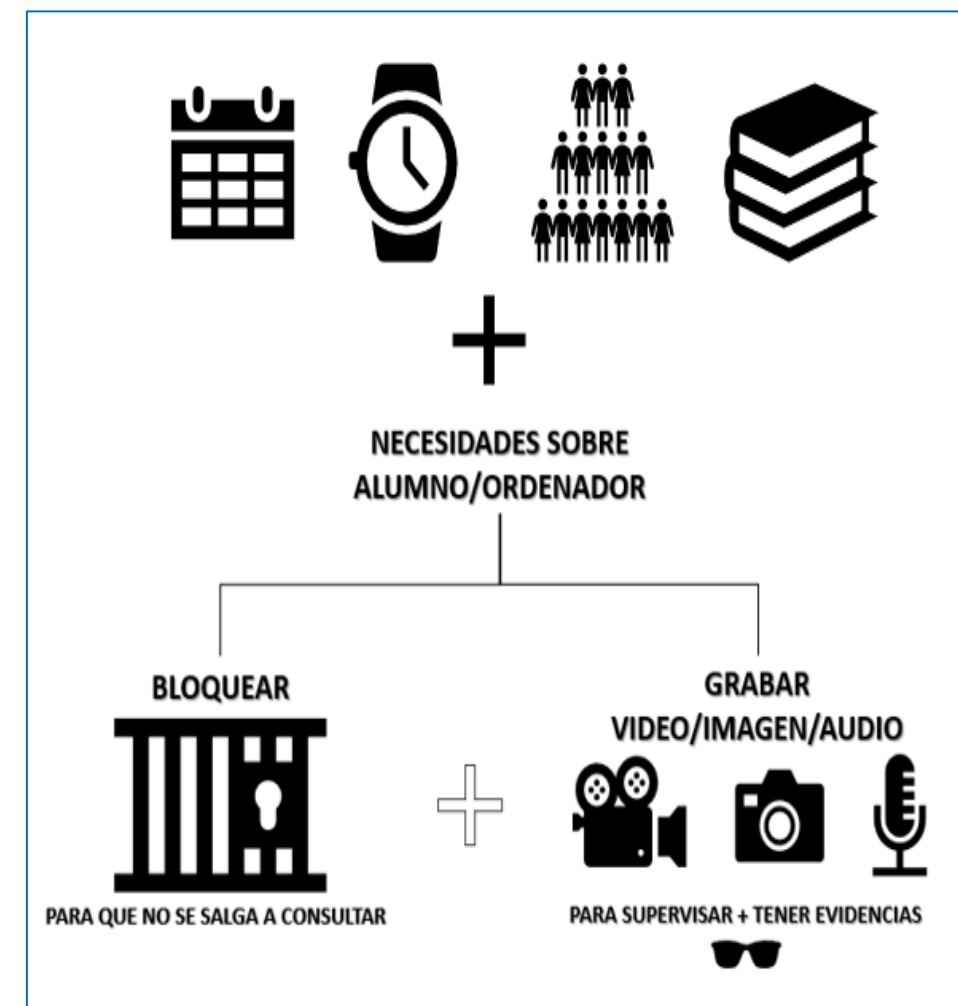 NECESIDADES SOBRE
ALUMNO/ORDENADOR
BLOQUEAR
PARA QUE NO SE SALGA A CONSULTAR
GRABAR
VIDEO/IMAGEN/AUDIO
PARA SUPERVISAR + TENER EVIDENCIAS